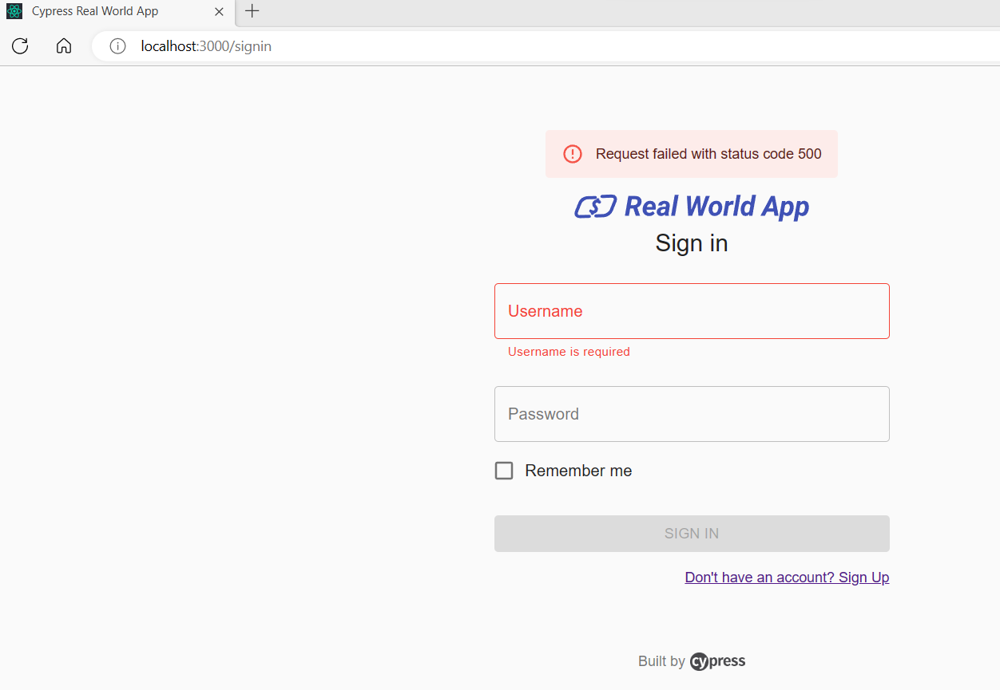 Cypress Real World App
localhost:3000/signin
Request failed with status code 500
Real World App
Sign in
Username
Username is required
Password
Remember me
SIGN IN
Don't have an account? Sign Up
Built by cypress